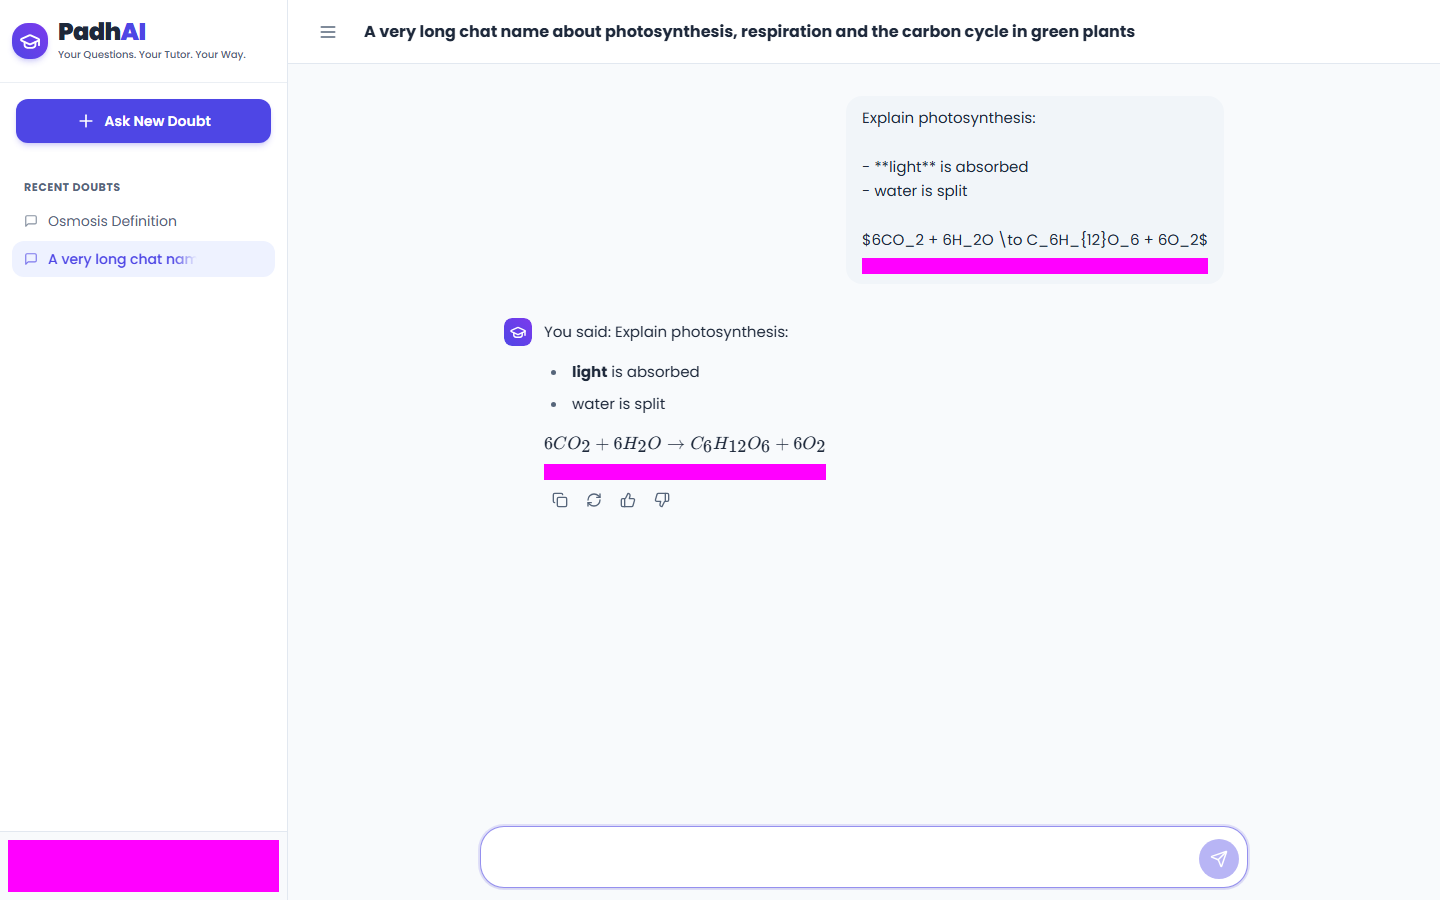 PadhAI
Your Questions. Your Tutor. Your Way.
Ask New Doubt
RECENT DOUBTS
Osmosis Definition
A very long chat nam
A very long chat name about photosynthesis, respiration and the carbon cycle in green plants
Explain photosynthesis:
- **light** is absorbed
- water is split
$6CO_2 + 6H_2O \to C_6H_{12}O_6 + 6O_2$
You said: Explain photosynthesis:
• light is absorbed
• water is split
6CO₂ + 6H₂O → C₆H₁₂O₆ + 6O₂